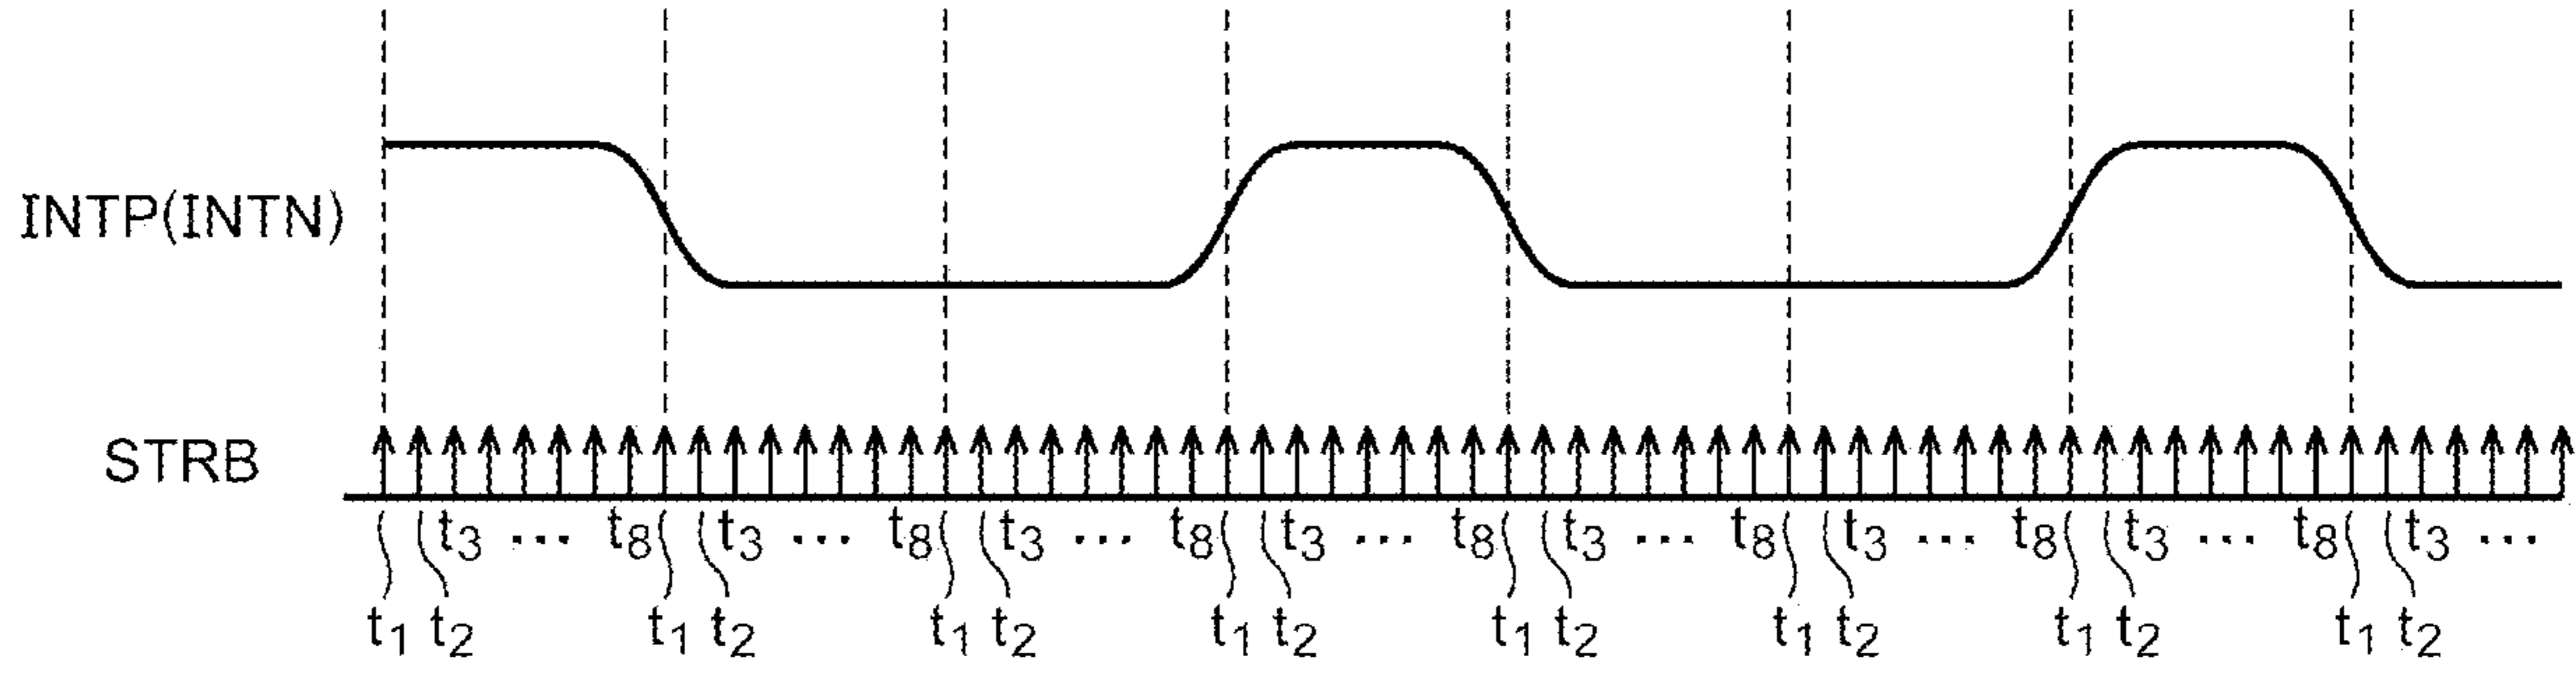 INTP(INTN)
STRB
t₃ ... t₈ t₃ ... t₈ t₃ ... t₈ t₃ ... t₈ t₃ ... t₈ t₃ ... t₈ t₃ ... t₈ t₃ ...
t₁ t₂ t₁ t₂ t₁ t₂ t₁ t₂ t₁ t₂ t₁ t₂ t₁ t₂ t₁ t₂